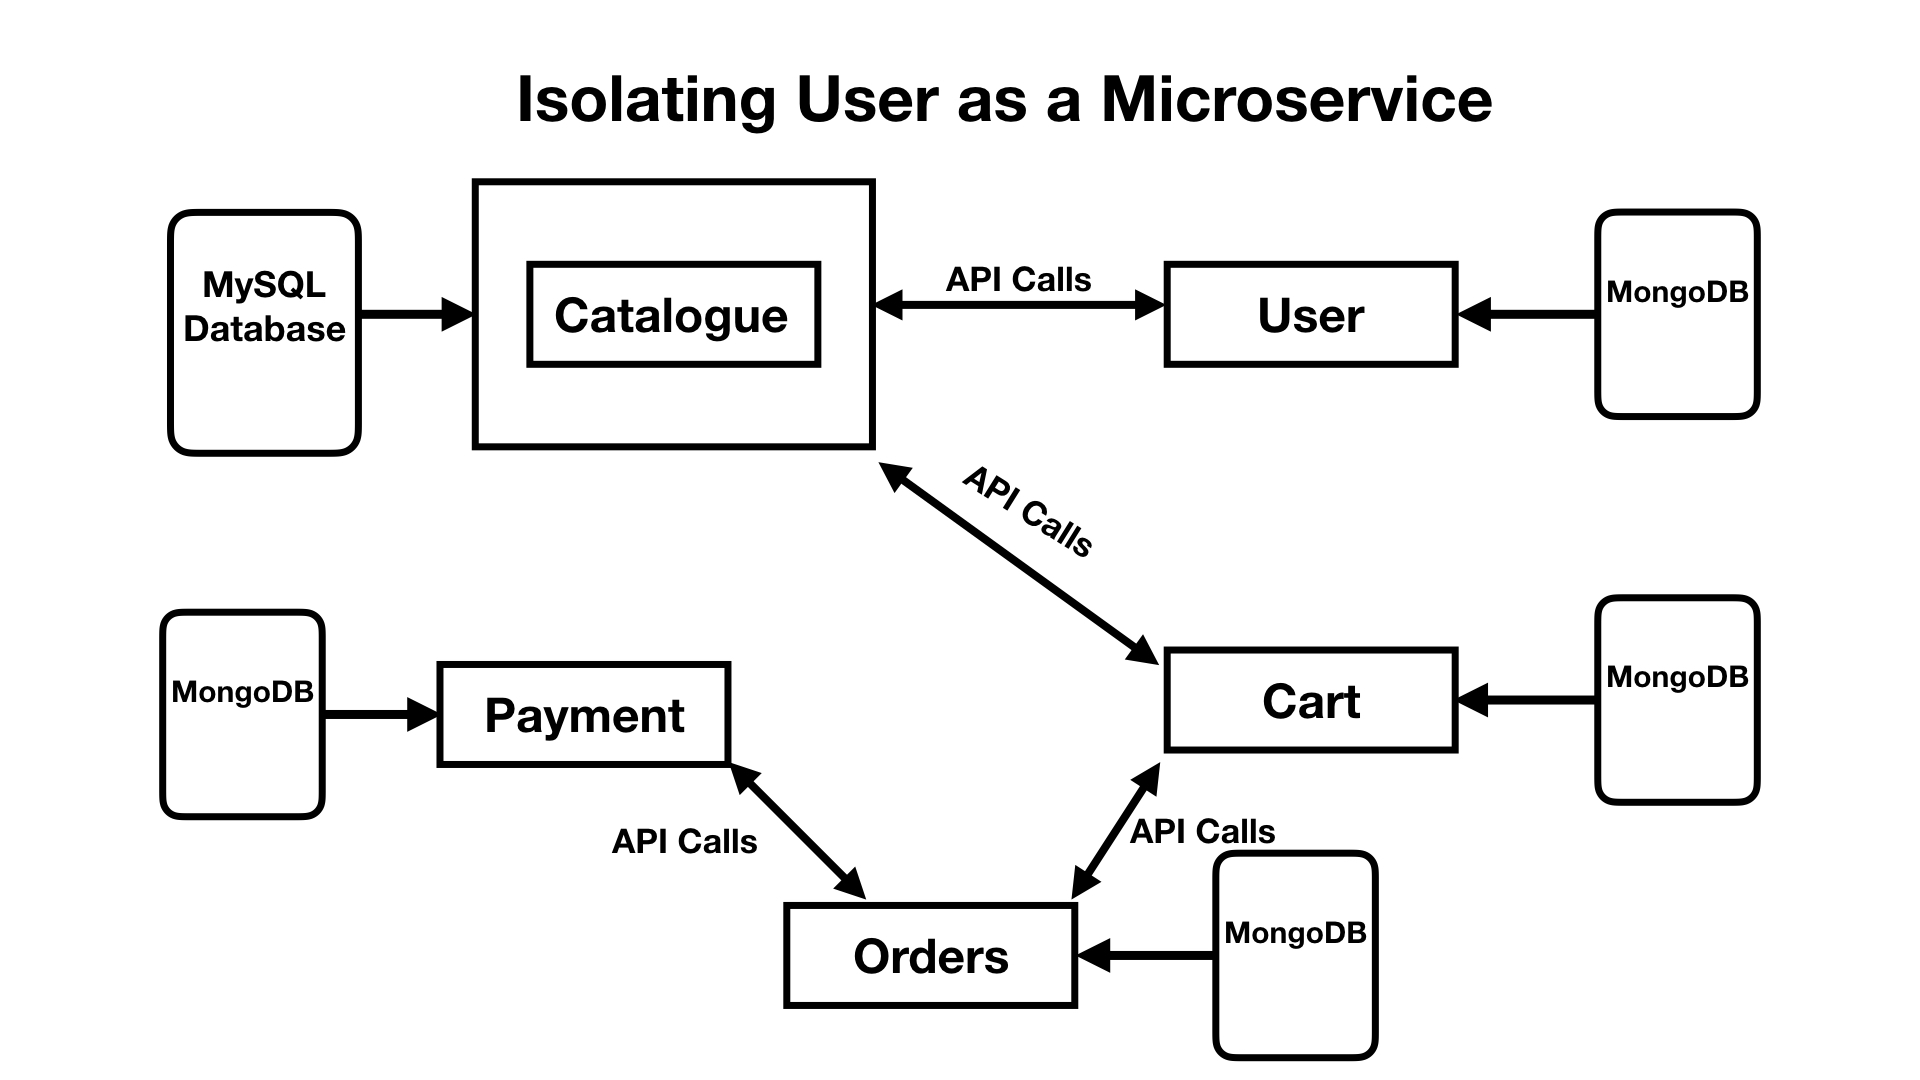 Isolating User as a Microservice
MySQL
Database
Catalogue
API Calls
User
MongoDB
API Calls
MongoDB
Payment
Cart
MongoDB
API Calls
API Calls
Orders
MongoDB